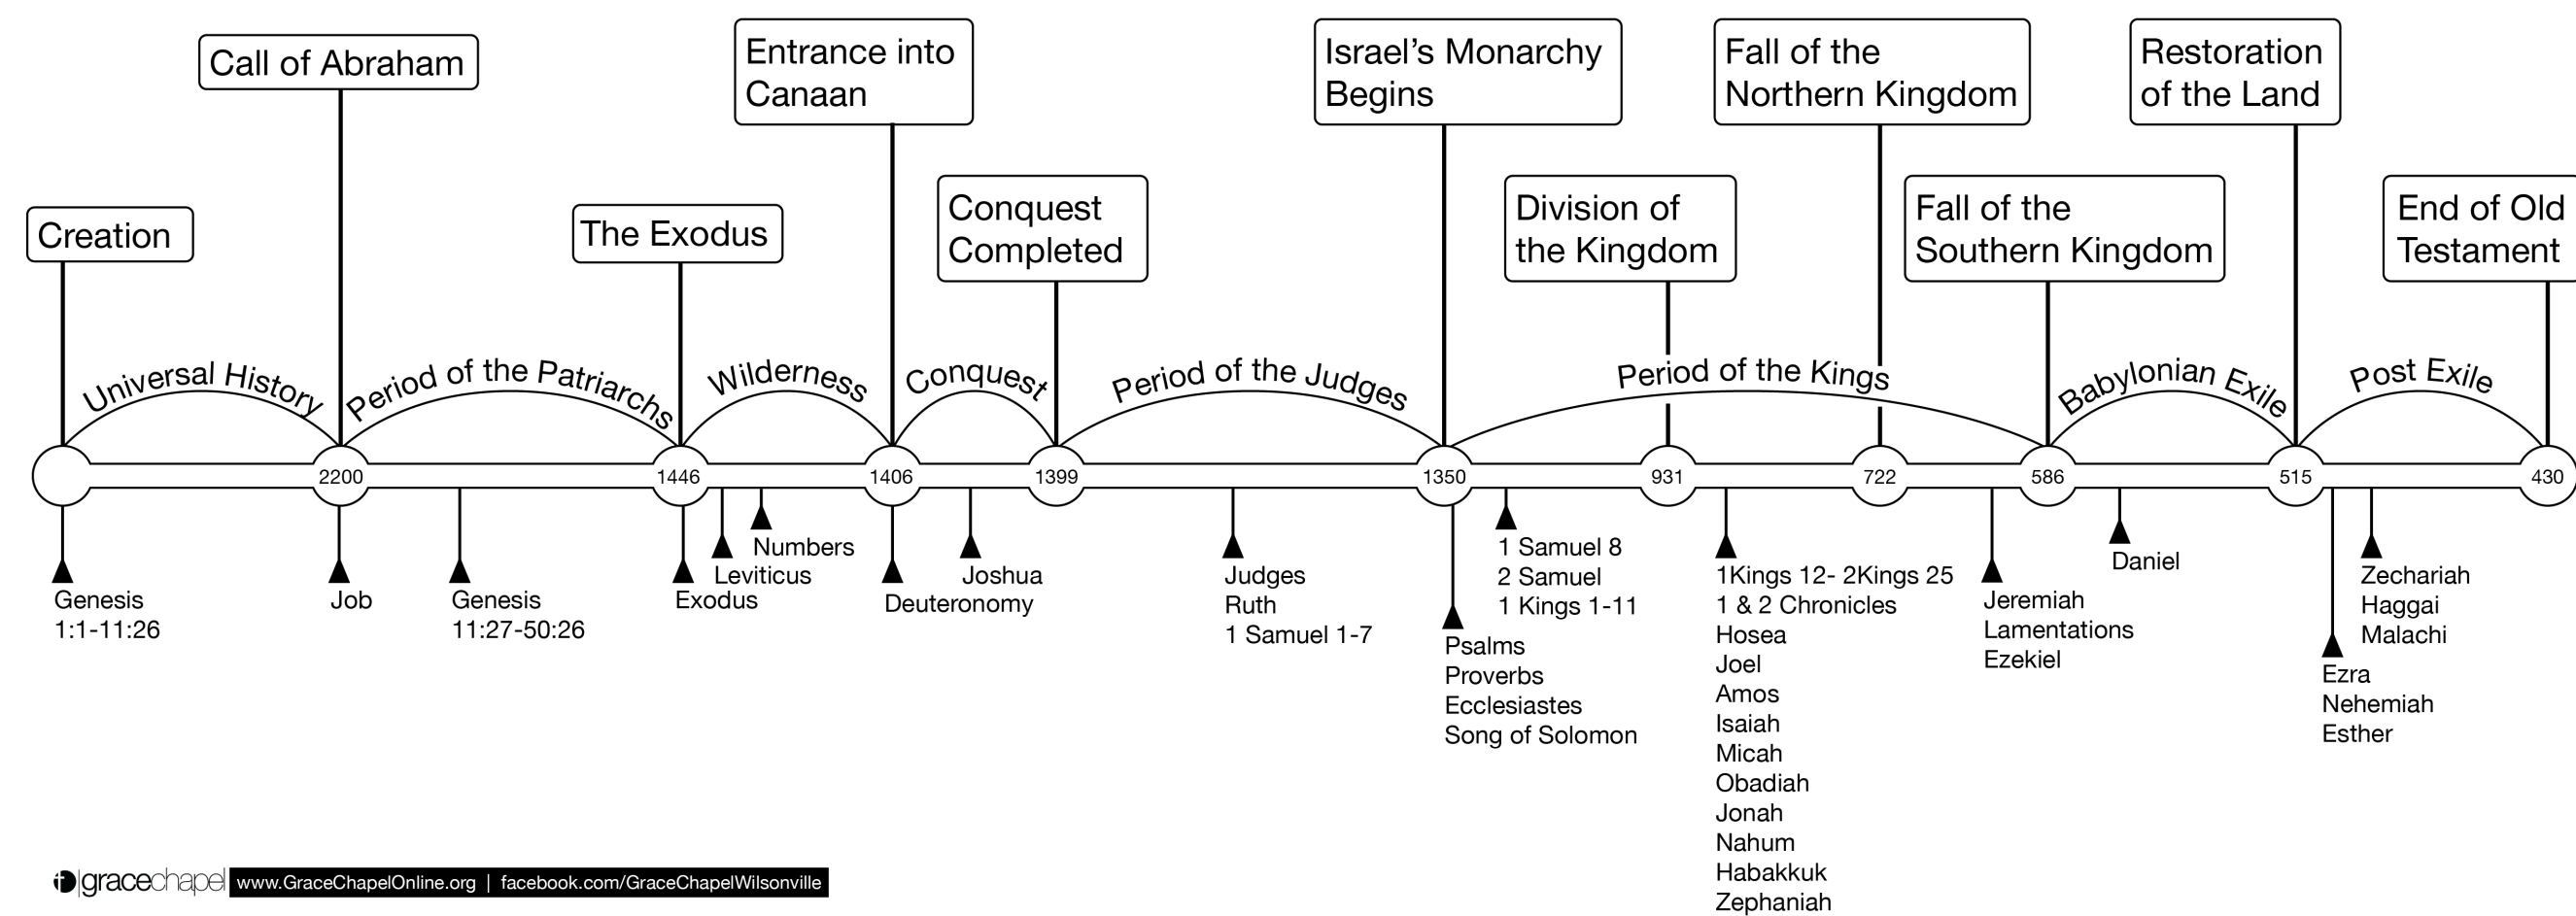 Creation
Call of Abraham
The Exodus
Entrance into
Canaan
Conquest
Completed
Israel’s Monarchy
Begins
Division of
the Kingdom
Fall of the
Northern Kingdom
Fall of the
Southern Kingdom
Restoration
of the Land
End of Old
Testament
Universal History
Period of the Patriarchs
Wilderness
Conquest
Period of the Judges
Period of the Kings
Babylonian Exile
Post Exile
2200
1446
1406
1399
1350
931
722
586
515
430
Genesis
1:1-11:26
Job
Genesis
11:27-50:26
Exodus
Leviticus
Numbers
Deuteronomy
Joshua
Judges
Ruth
1 Samuel 1-7
Psalms
Proverbs
Ecclesiastes
Song of Solomon
1 Samuel 8
2 Samuel
1 Kings 1-11
1Kings 12- 2Kings 25
1 & 2 Chronicles
Hosea
Joel
Amos
Isaiah
Micah
Obadiah
Jonah
Nahum
Habakkuk
Zephaniah
Jeremiah
Lamentations
Ezekiel
Daniel
Ezra
Nehemiah
Esther
Zechariah
Haggai
Malachi
gracechapel www.GraceChapelOnline.org | facebook.com/GraceChapelWilsonville